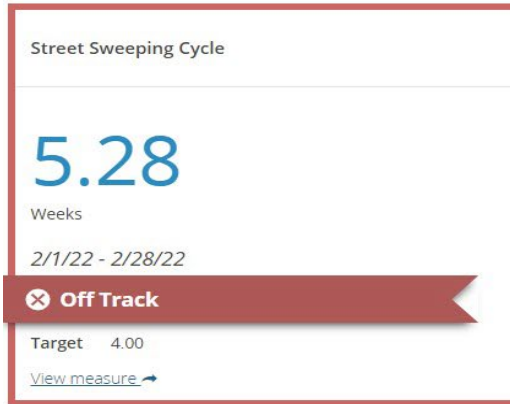 Street Sweeping Cycle
5.28
Weeks
2/1/22 - 2/28/22
Off Track
Target 4.00
View measure